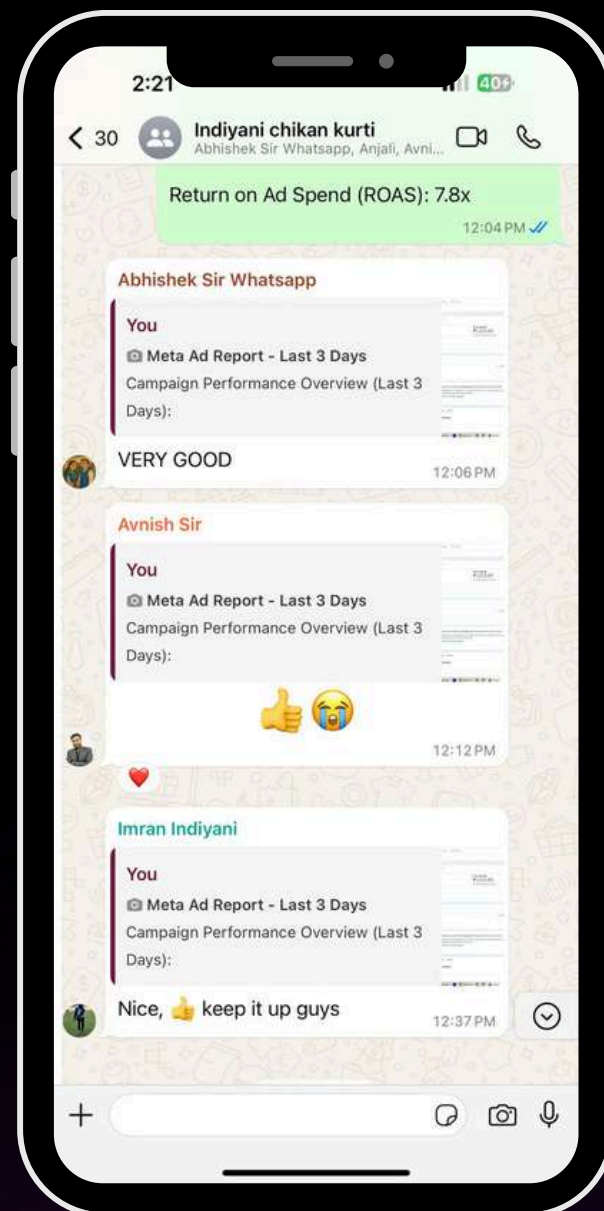 2:21
40
30
Indiyani chikan kurti
Abhishek Sir Whatsapp, Anjali, Avni...
Return on Ad Spend (ROAS): 7.8x
12:04 PM
Abhishek Sir Whatsapp
You
Meta Ad Report - Last 3 Days
Campaign Performance Overview (Last 3
Days):
VERY GOOD
12:06 PM
Avnish Sir
You
Meta Ad Report - Last 3 Days
Campaign Performance Overview (Last 3
Days):
👍😭
12:12 PM
❤️
Imran Indiyani
You
Meta Ad Report - Last 3 Days
Campaign Performance Overview (Last 3
Days):
Nice, 👍 keep it up guys
12:37 PM